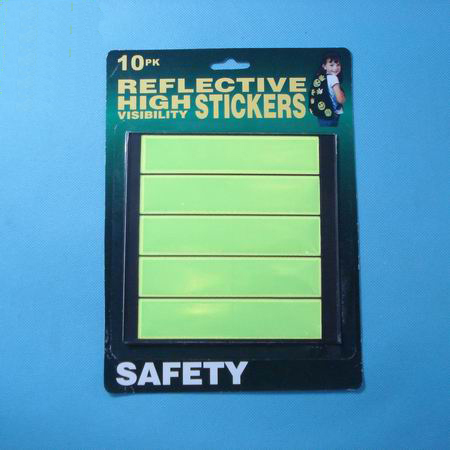 10PK
REFLECTIVE
HIGH
VISIBILITY
STICKERS
SAFETY